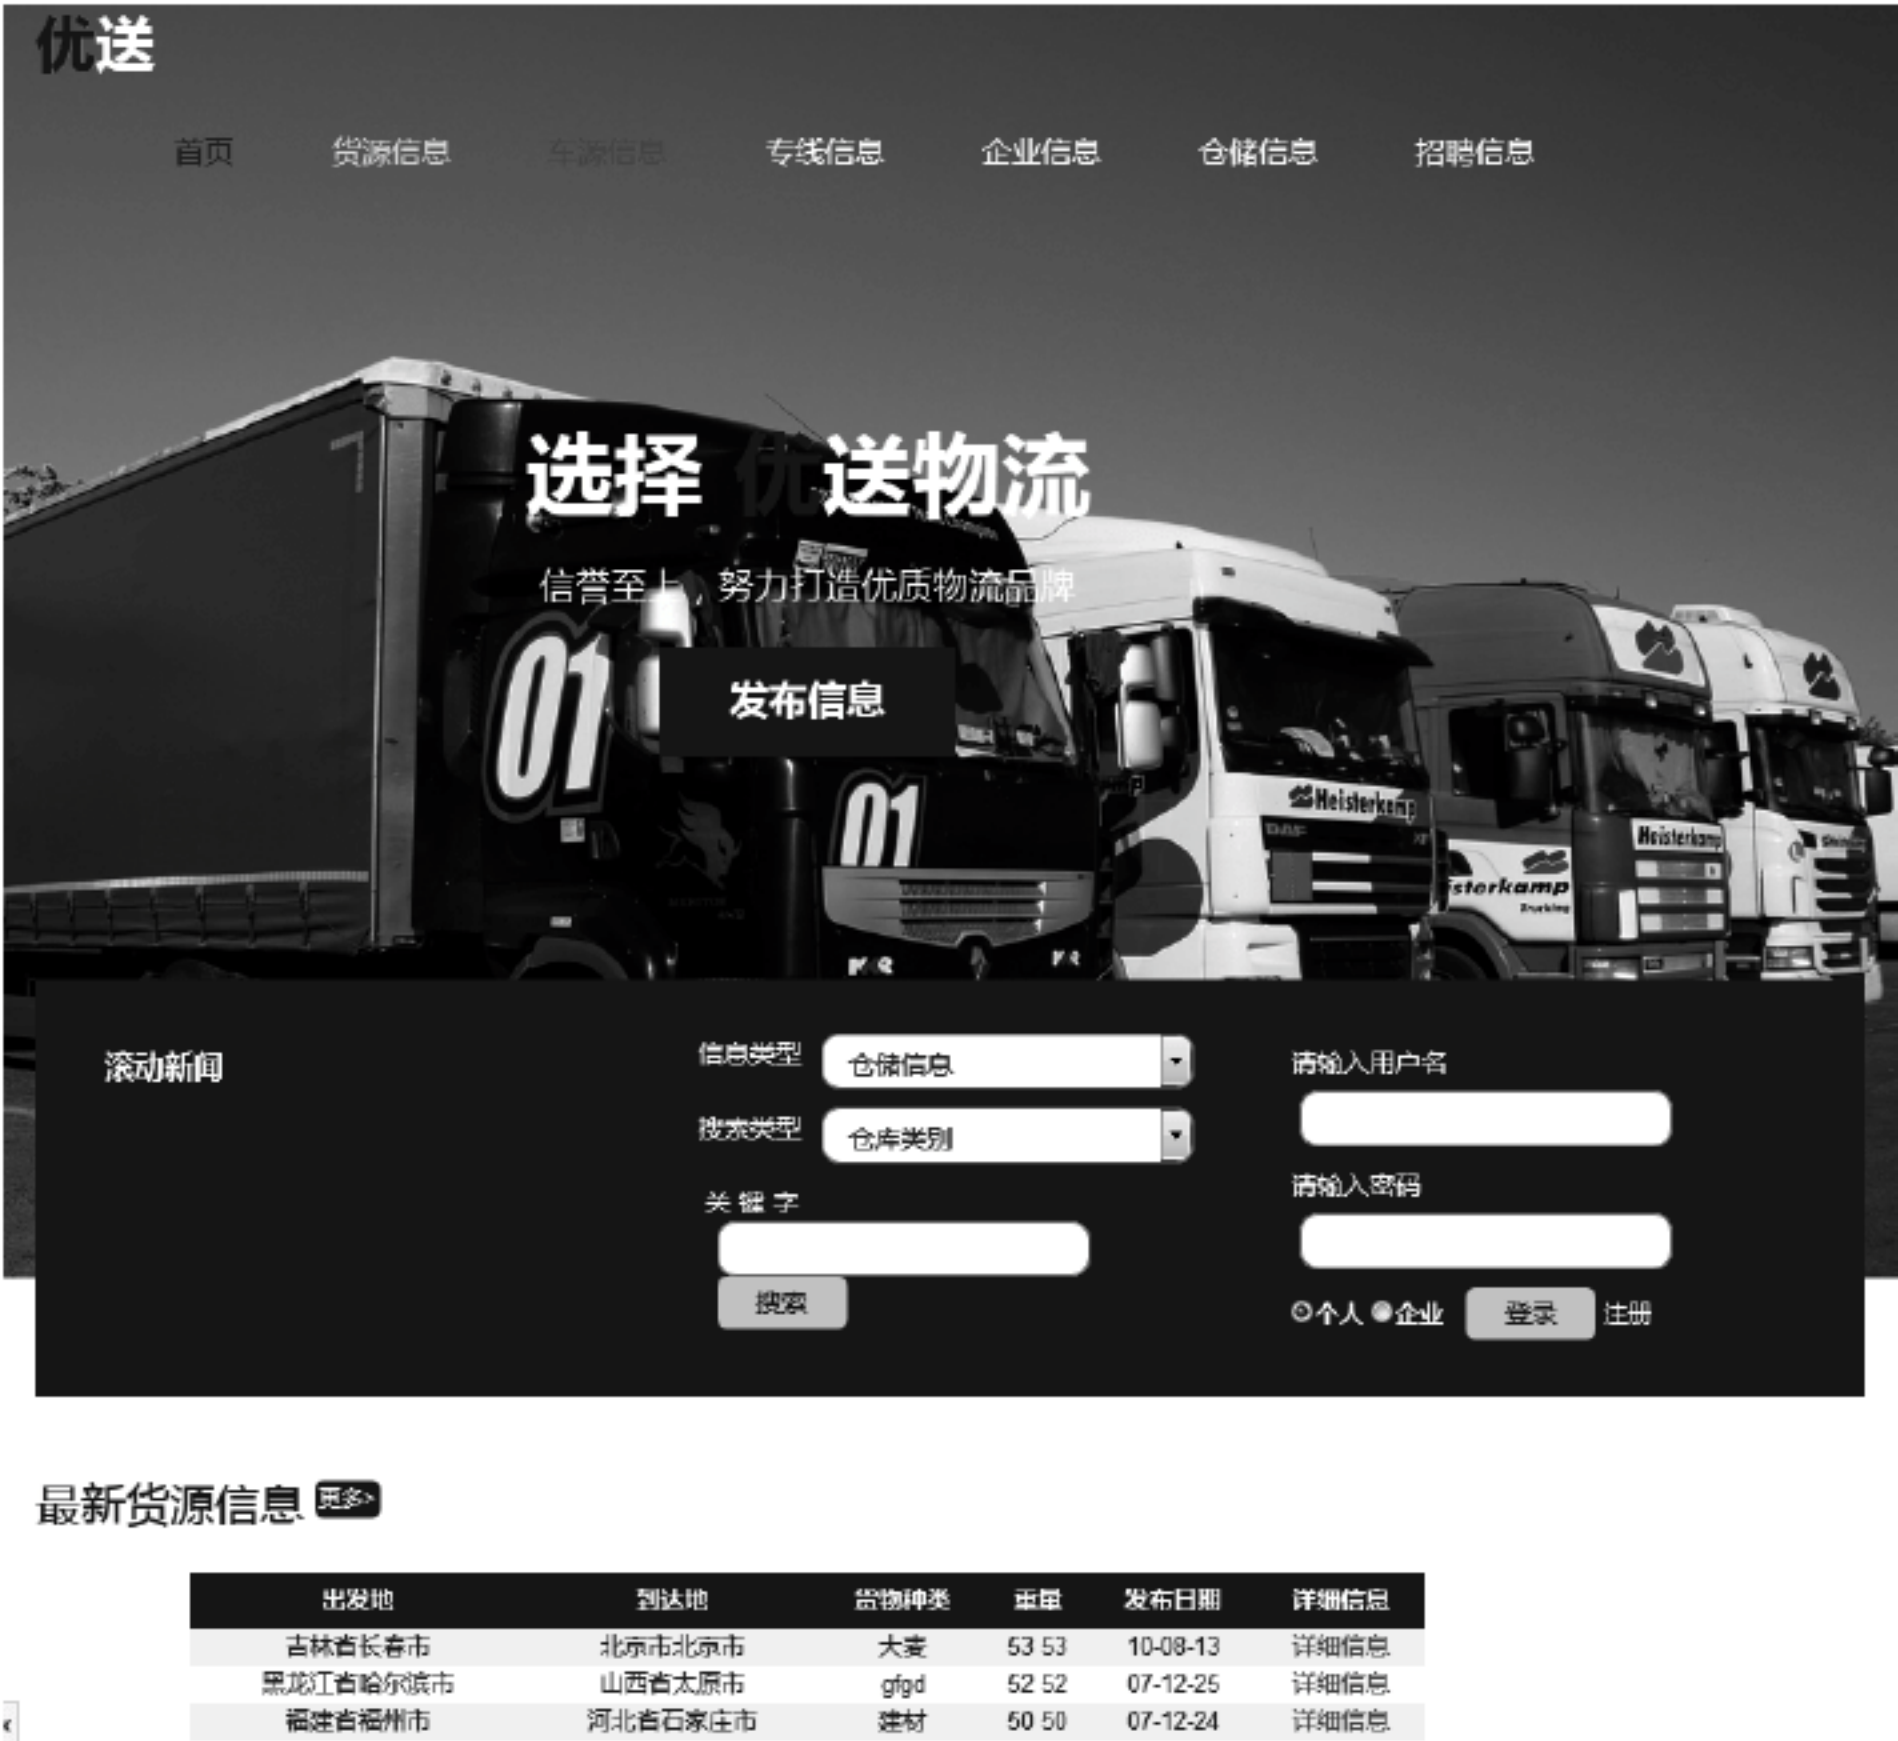 优送
首页 货源信息 车源信息 专线信息 企业信息 仓储信息 招聘信息
选择 优送物流
信誉至上，努力打造优质物流品牌
发布信息
01
01
Heisterkamp
DAF
XF
Heisterkamp
isterkamp
Trucking
滚动新闻
信息类型 仓储信息
搜索类型 仓库类别
关 键 字
搜索
请输入用户名
请输入密码
个人 企业 登录 注册
最新货源信息 更多>
出发地 到达地 货物种类 重量 发布日期 详细信息
吉林省长春市 北京市北京市 大麦 53 53 10-08-13 详细信息
黑龙江省哈尔滨市 山西省太原市 gfgd 52 52 07-12-25 详细信息
福建省福州市 河北省石家庄市 建材 50 50 07-12-24 详细信息